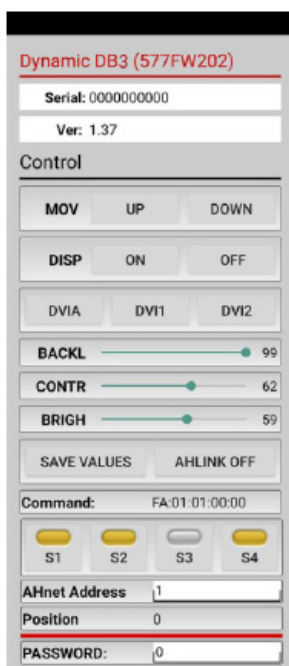 Dynamic DB3 (577FW202)
Serial: 0000000000
Ver: 1.37
Control
MOV UP DOWN
DISP ON OFF
DVIA DVI1 DVI2
BACKL 99
CONTR 62
BRIGH 59
SAVE VALUES AHLINK OFF
Command: FA:01:01:00:00
S1 S2 S3 S4
AHnet Address 1
Position 0
PASSWORD: 0